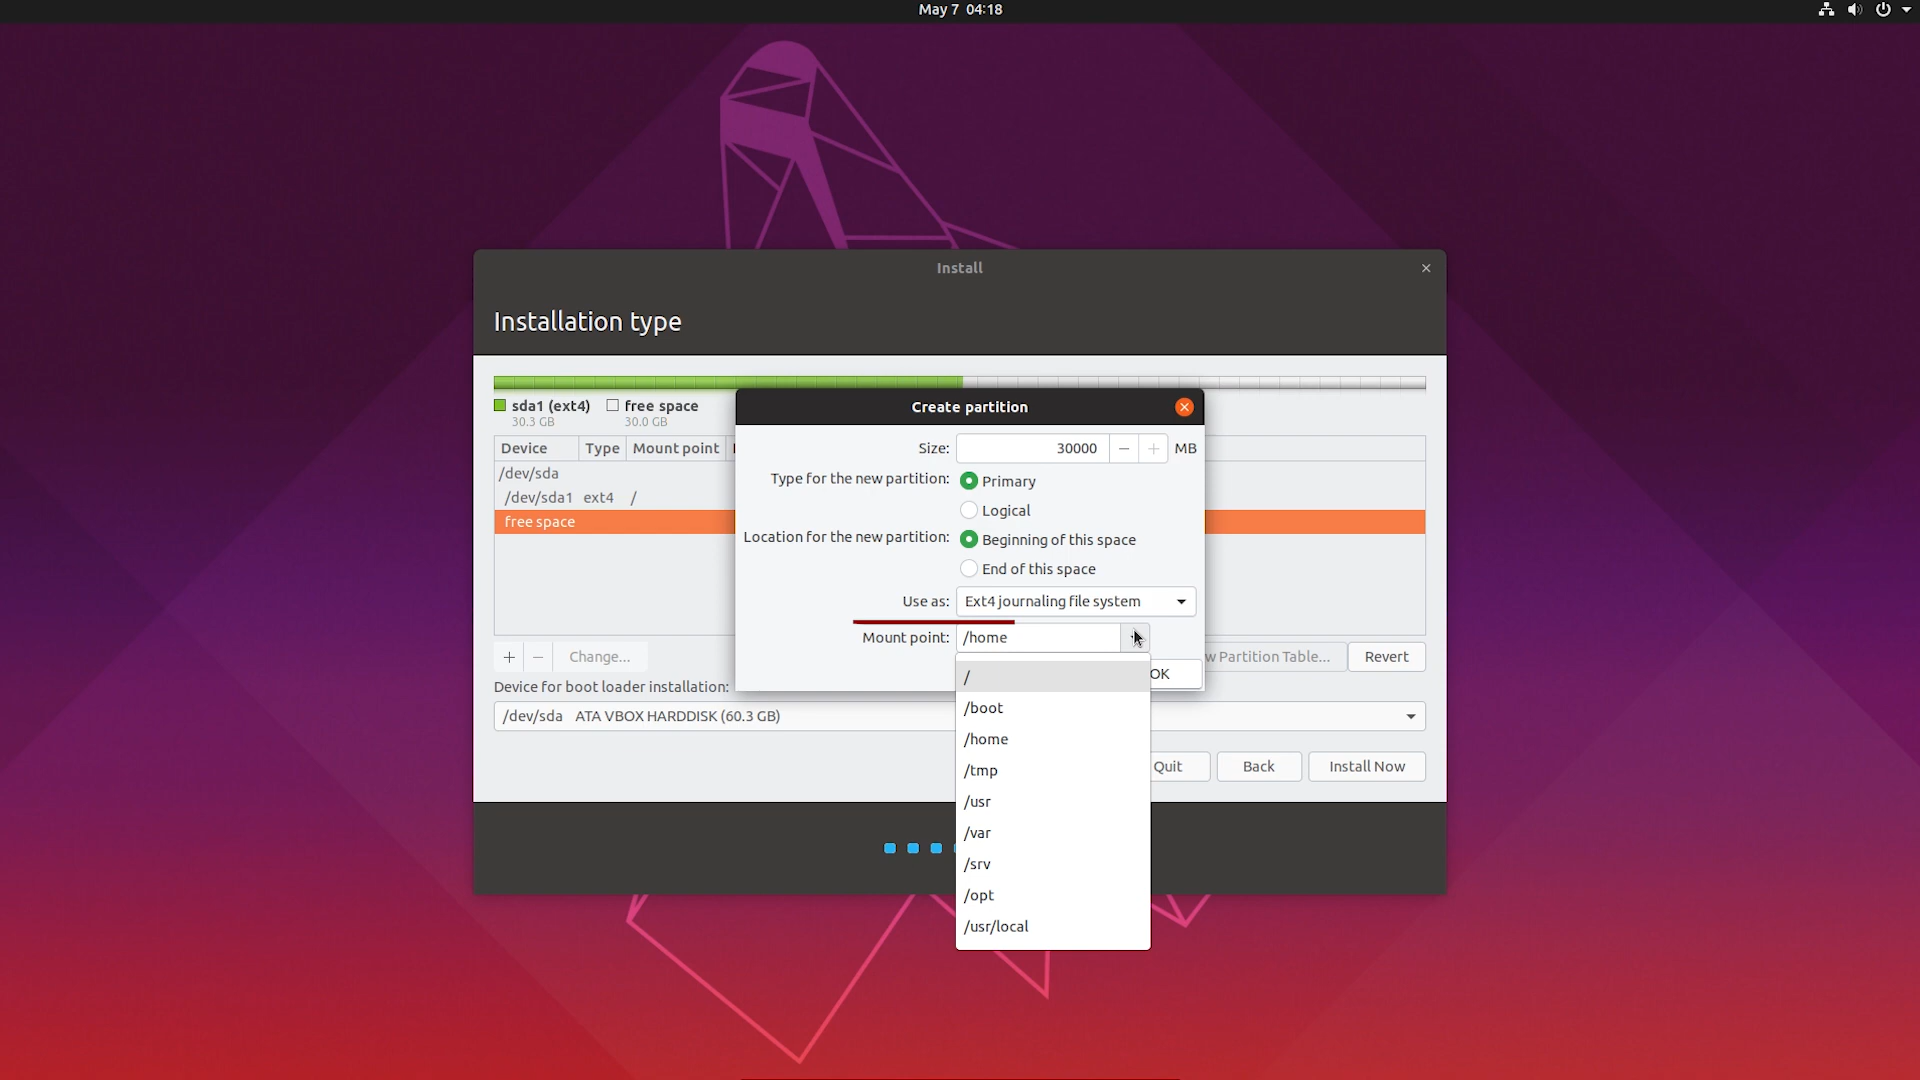 May 7 04:18
Install
Installation type
sda1 (ext4)
30.3 GB
free space
30.0 GB
Device Type Mount point
/dev/sda
/dev/sda1 ext4 /
free space
+ − Change...
w Partition Table... Revert
Device for boot loader installation:
/dev/sda ATA VBOX HARDDISK (60.3 GB)
Quit Back Install Now
Create partition
Size: 30000 − + MB
Type for the new partition: Primary
Logical
Location for the new partition: Beginning of this space
End of this space
Use as: Ext4 journaling file system
Mount point: /home
OK
/
/boot
/home
/tmp
/usr
/var
/srv
/opt
/usr/local